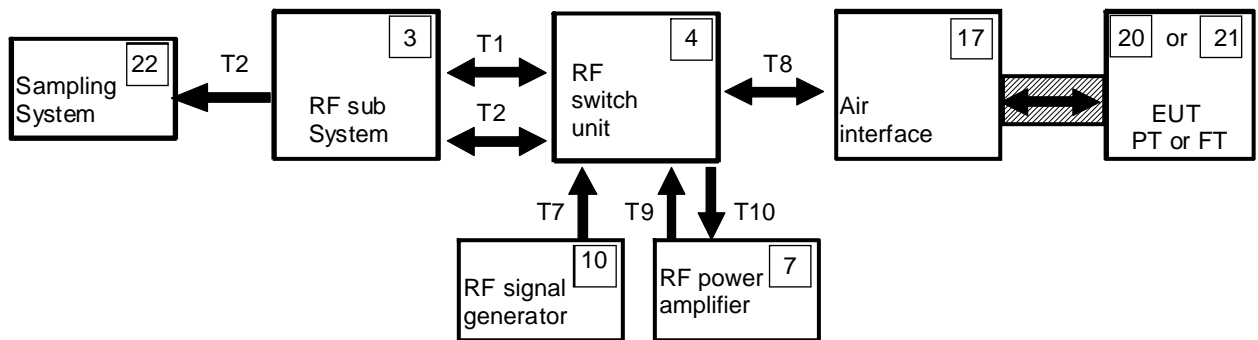 22
Sampling
System
T2
3
RF sub
System
T1
T2
4
RF
switch
unit
T8
17
Air
interface
20 or 21
EUT
PT or FT
T7
T9
T10
10
RF signal
generator
7
RF power
amplifier